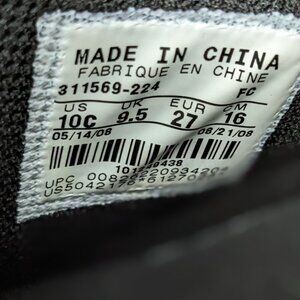 MADE IN CHINA
FABRIQUE EN CHINE
311569-224 FC
US UK EUR CM
10C 9.5 27 16
05/14/08 08/21/08
UPC